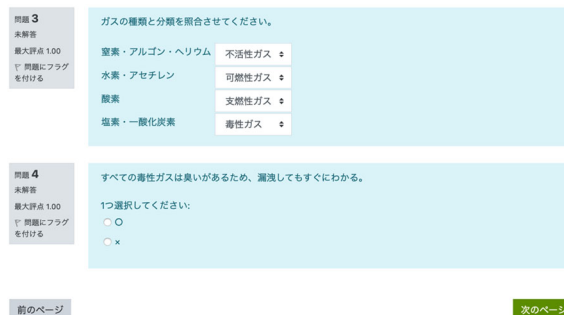 問題 3
未解答
最大評点 1.00
問題にフラグ
を付ける
ガスの種類と分類を照合させてください。
窒素・アルゴン・ヘリウム 不活性ガス
水素・アセチレン 可燃性ガス
酸素 支燃性ガス
塩素・一酸化炭素 毒性ガス
問題 4
未解答
最大評点 1.00
問題にフラグ
を付ける
すべての毒性ガスは臭いがあるため、漏洩してもすぐにわかる。
1つ選択してください:
○
×
前のページ
次のページ